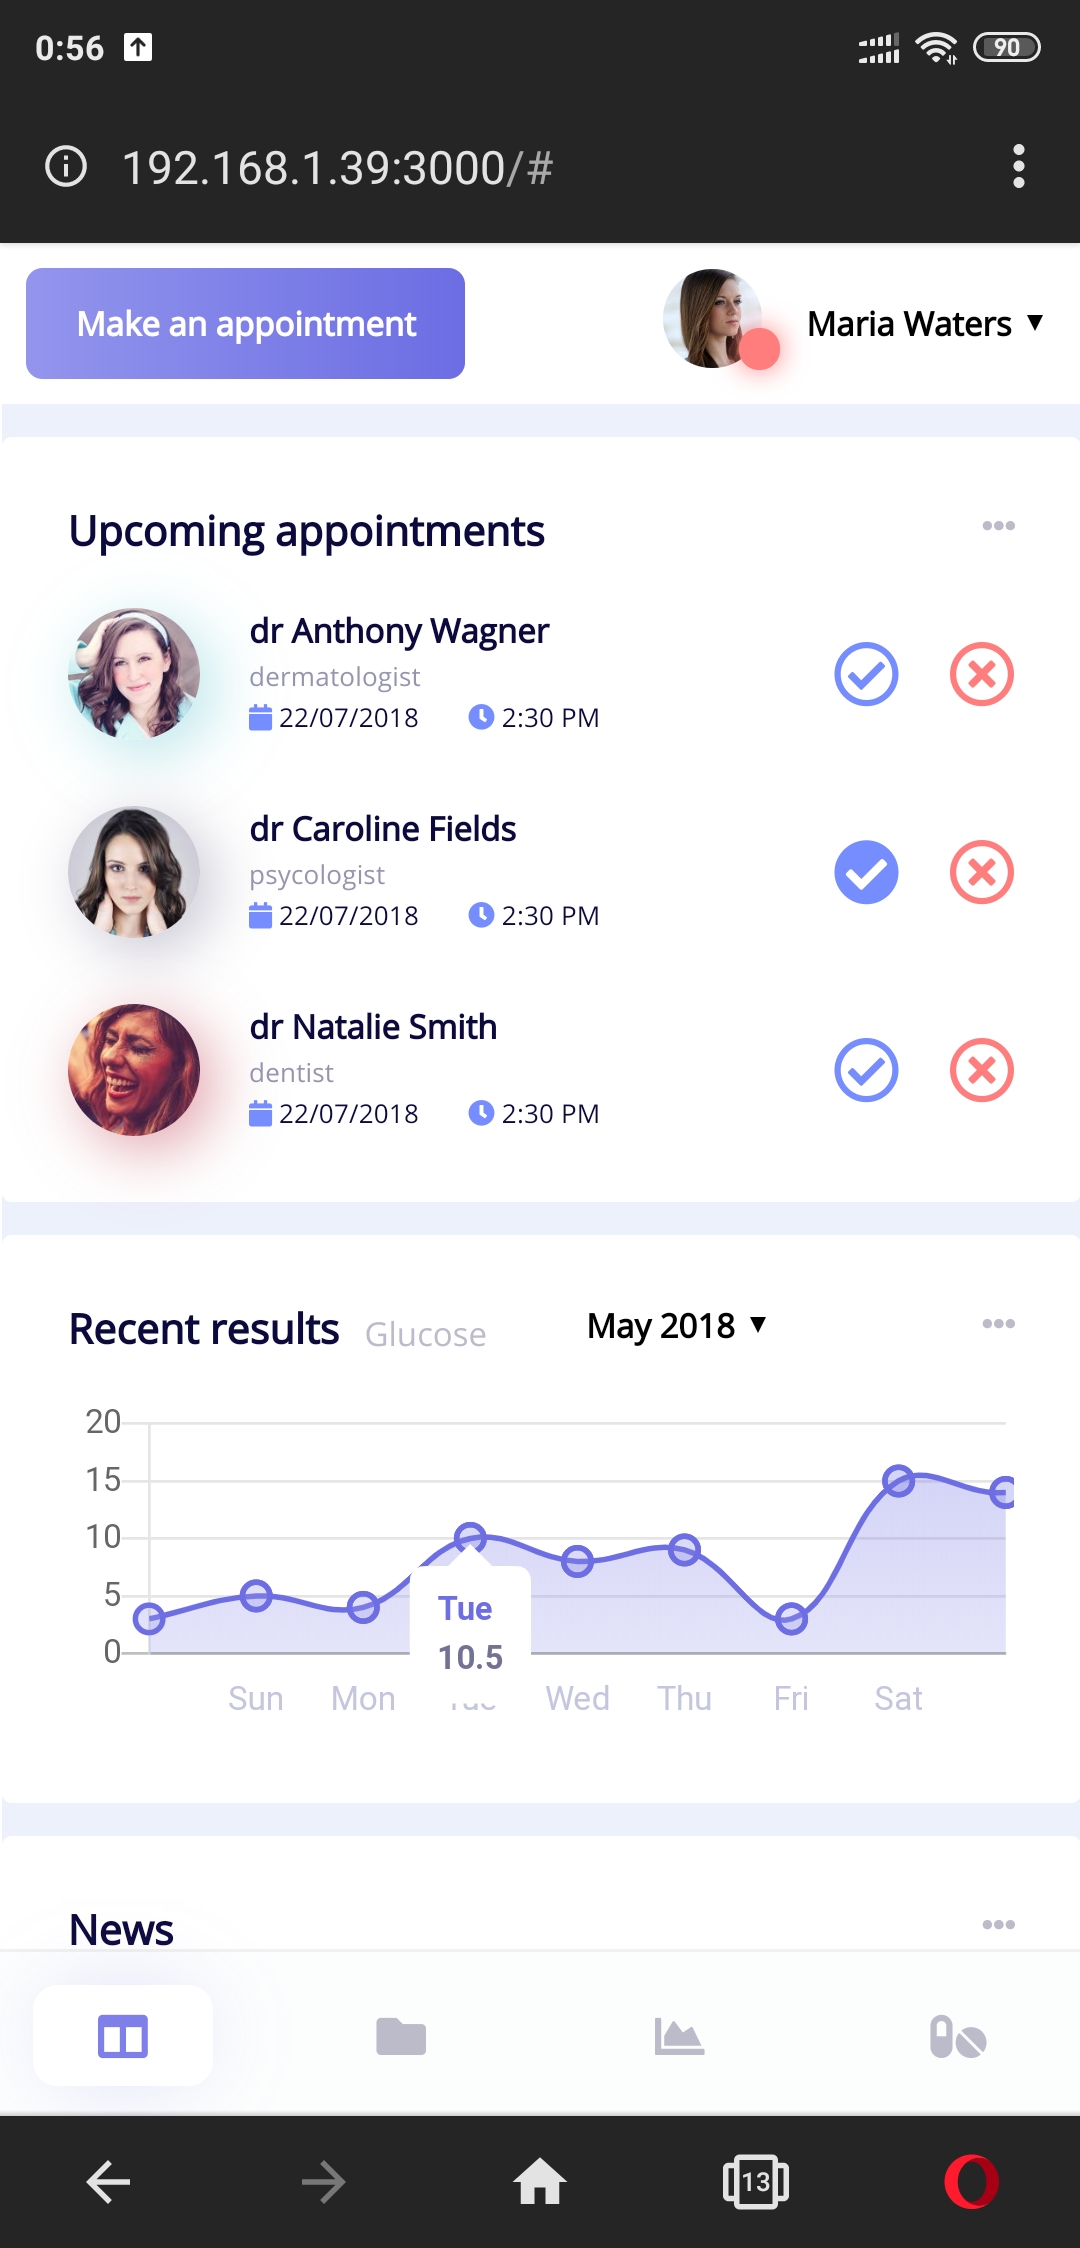 0:56
90
192.168.1.39:3000/#
Make an appointment
Maria Waters ▼
Upcoming appointments
dr Anthony Wagner
dermatologist
22/07/2018 2:30 PM
dr Caroline Fields
psycologist
22/07/2018 2:30 PM
dr Natalie Smith
dentist
22/07/2018 2:30 PM
Recent results Glucose May 2018 ▼
20
15
10
5
0
Tue
10.5
Sun Mon Wed Thu Fri Sat
News
13